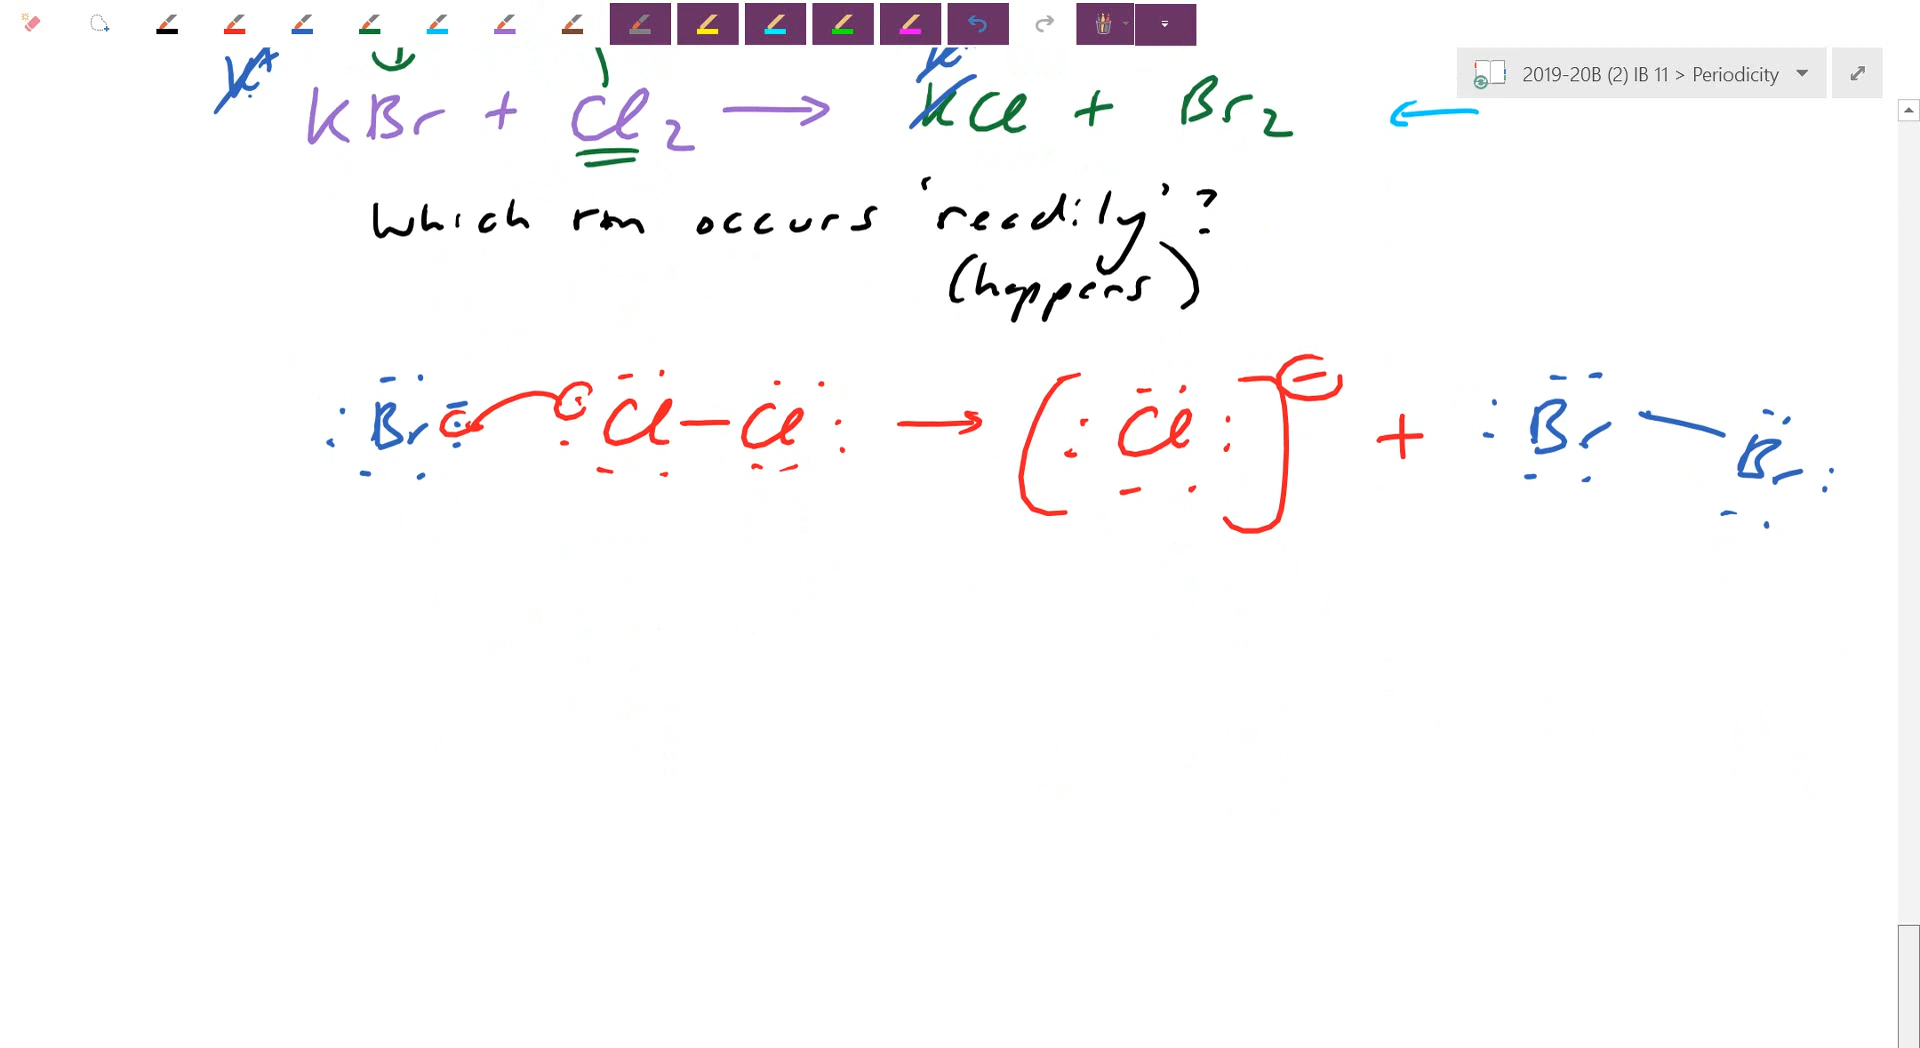 K⁺ K⁺
2019-20B (2) IB 11 > Periodicity
KBr + Cl₂ → KCl + Br₂ ←
Which rxn occurs 'readily'?
(happens)
:Br Cl—Cl: → [:Cl:]⊖ + :Br—Br: